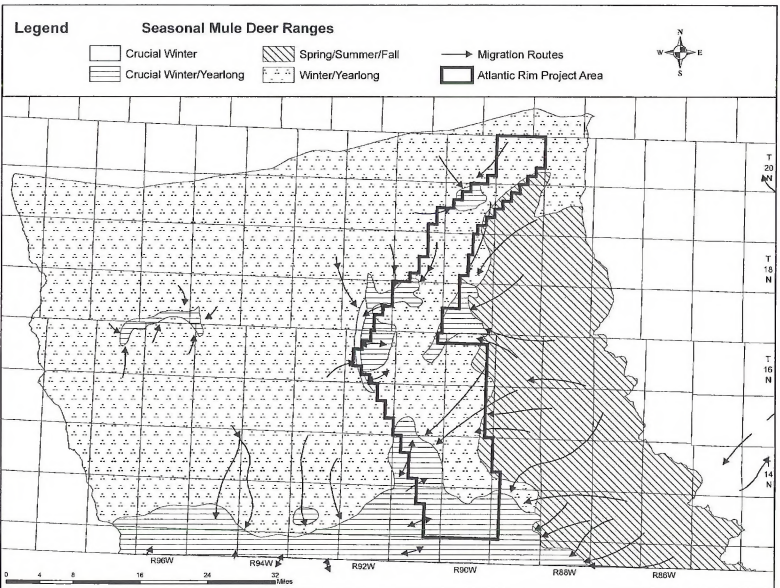 Legend
Seasonal Mule Deer Ranges
Crucial Winter
Spring/Summer/Fall
Migration Routes
Crucial Winter/Yearlong
Winter/Yearlong
Atlantic Rim Project Area
N
W E
S
T
20
N
T
18
N
T
16
N
T
14
N
R96W
R94W
R92W
R90W
R88W
R86W
0 4 8 16 24 32
Miles